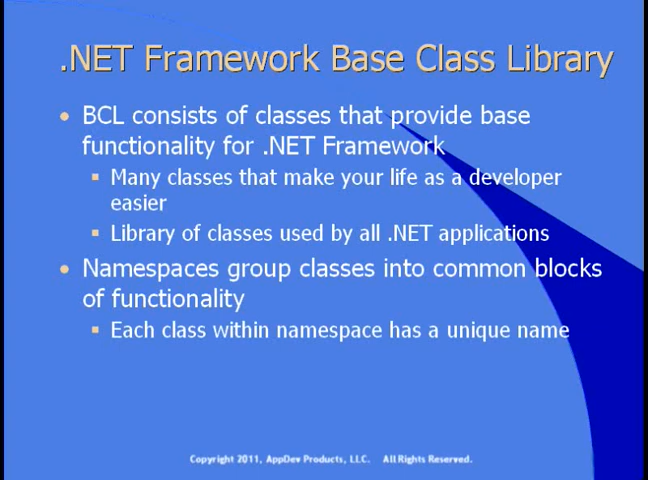 .NET Framework Base Class Library
• BCL consists of classes that provide base
functionality for .NET Framework
▪ Many classes that make your life as a developer
easier
▪ Library of classes used by all .NET applications
• Namespaces group classes into common blocks
of functionality
▪ Each class within namespace has a unique name
Copyright 2011, AppDev Products, LLC. All Rights Reserved.